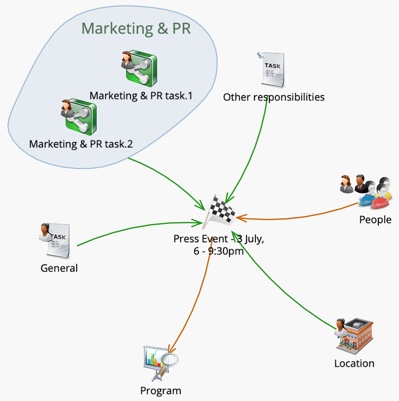 Marketing & PR
Marketing & PR task.1
Marketing & PR task.2
TASK
Other responsibilities
People
Press Event - 3 July,
6 - 9:30pm
TASK
General
Location
Program